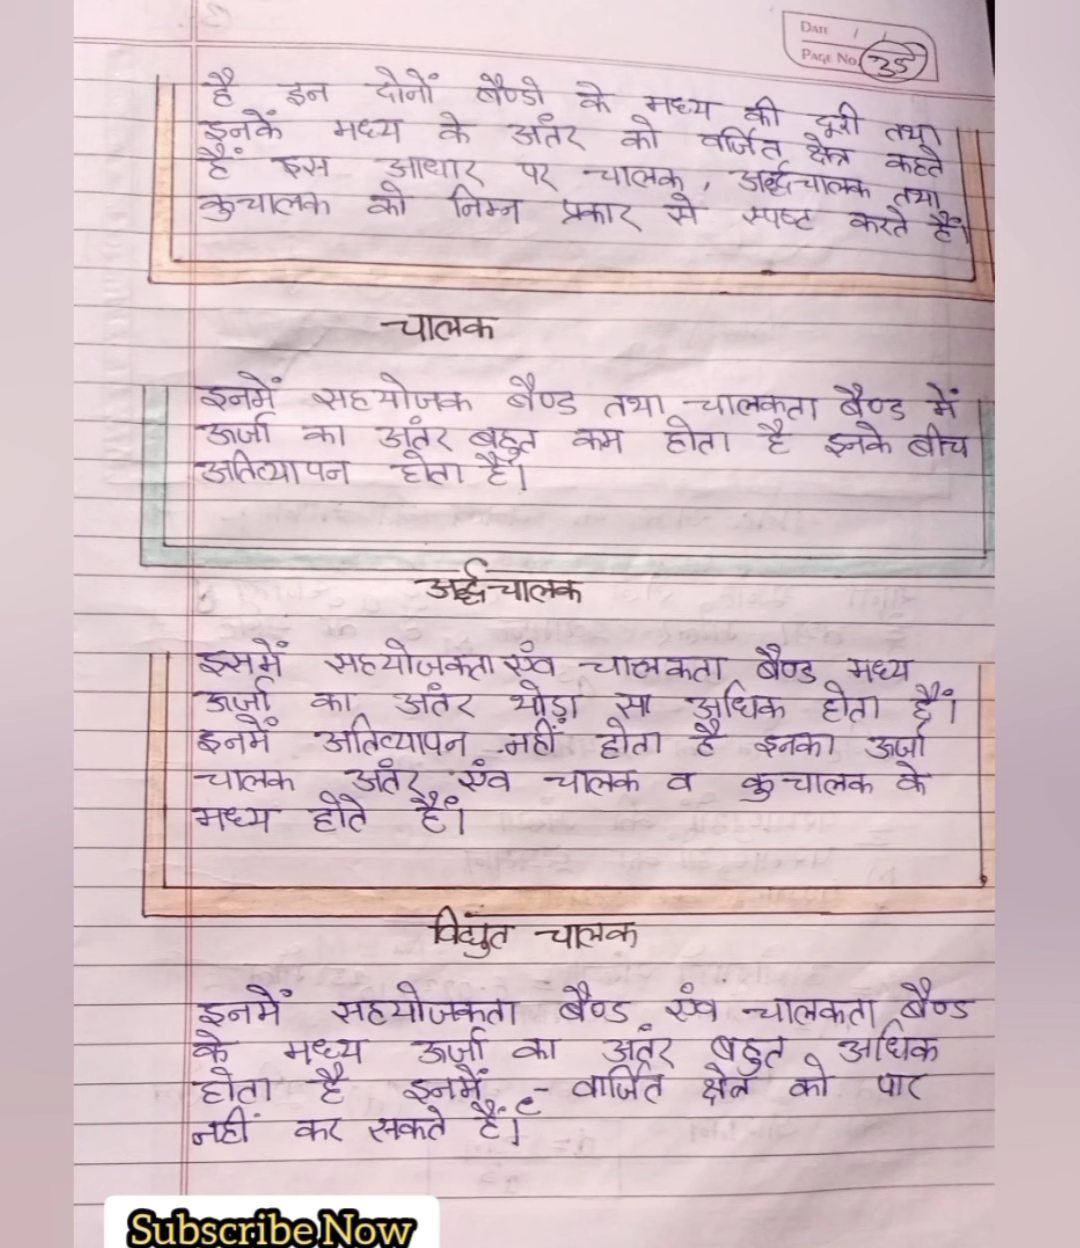 DATE / /
PAGE NO. 35
है इन दोनों बैण्डो के मध्य की दूरी तथा
इनकें मध्य के अंतर को वर्जित क्षेत्र कहते
हैं इस आधार पर चालक, अर्द्धचालक तथा
कुचालक को निम्न प्रकार से स्पष्ट करते हैं।
चालक
इनमें सहयोजक बैण्ड तथा चालकता बैण्ड में
ऊर्जा का अंतर बहुत कम होता है इनके बीच
अतिव्यापन होता है।
अर्द्धचालक
इसमें सहयोजकता एंव चालकता बैण्ड मध्य
ऊर्जा का अंतर थोड़ा सा अधिक होता हैं।
इनमें अतिव्यापन नहीं होता है इनका ऊर्जा
चालक अंतर एंव चालक व कुचालक के
मध्य होते हैं।
विद्युत चालक
इनमें सहयोजकता बैण्ड एंव चालकता बैण्ड
के मध्य ऊर्जा का अंतर बहुत अधिक
होता है इनमें e- वार्जित क्षेत्र को पार
नहीं कर सकते हैं।
Subscribe Now